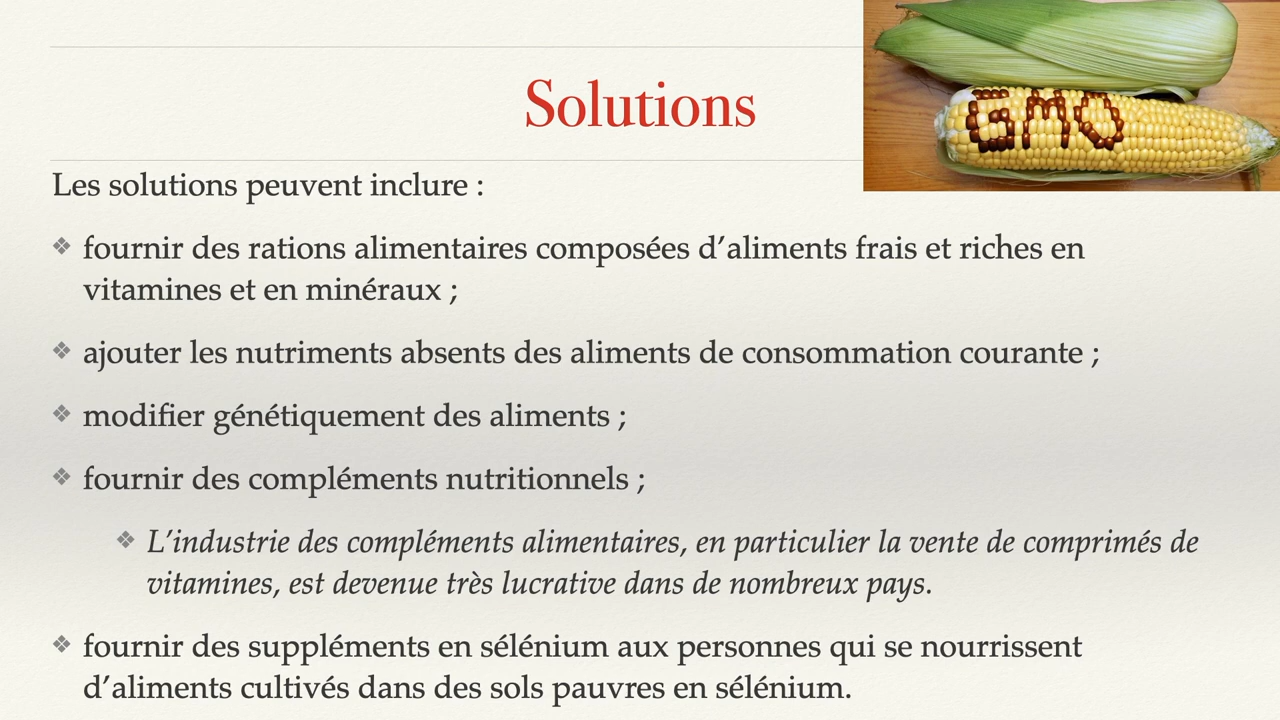 GMO
Solutions
Les solutions peuvent inclure :
❖ fournir des rations alimentaires composées d’aliments frais et riches en
vitamines et en minéraux ;
❖ ajouter les nutriments absents des aliments de consommation courante ;
❖ modifier génétiquement des aliments ;
❖ fournir des compléments nutritionnels ;
❖ L’industrie des compléments alimentaires, en particulier la vente de comprimés de
vitamines, est devenue très lucrative dans de nombreux pays.
❖ fournir des suppléments en sélénium aux personnes qui se nourrissent
d’aliments cultivés dans des sols pauvres en sélénium.